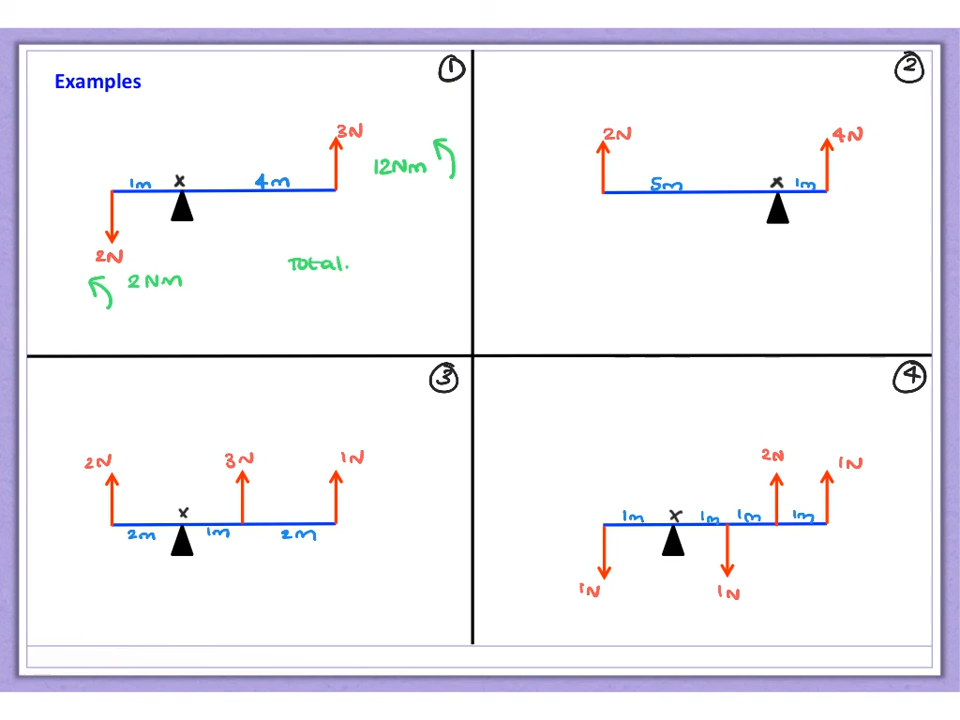 Examples
①
3N
12Nm
1m x 4m
2N
2Nm
Total.
②
2N 4N
5m x 1m
③
2N 3N 1N
x
2m 1m 2m
④
2N 1N
1m x 1m 1m 1m
1N 1N